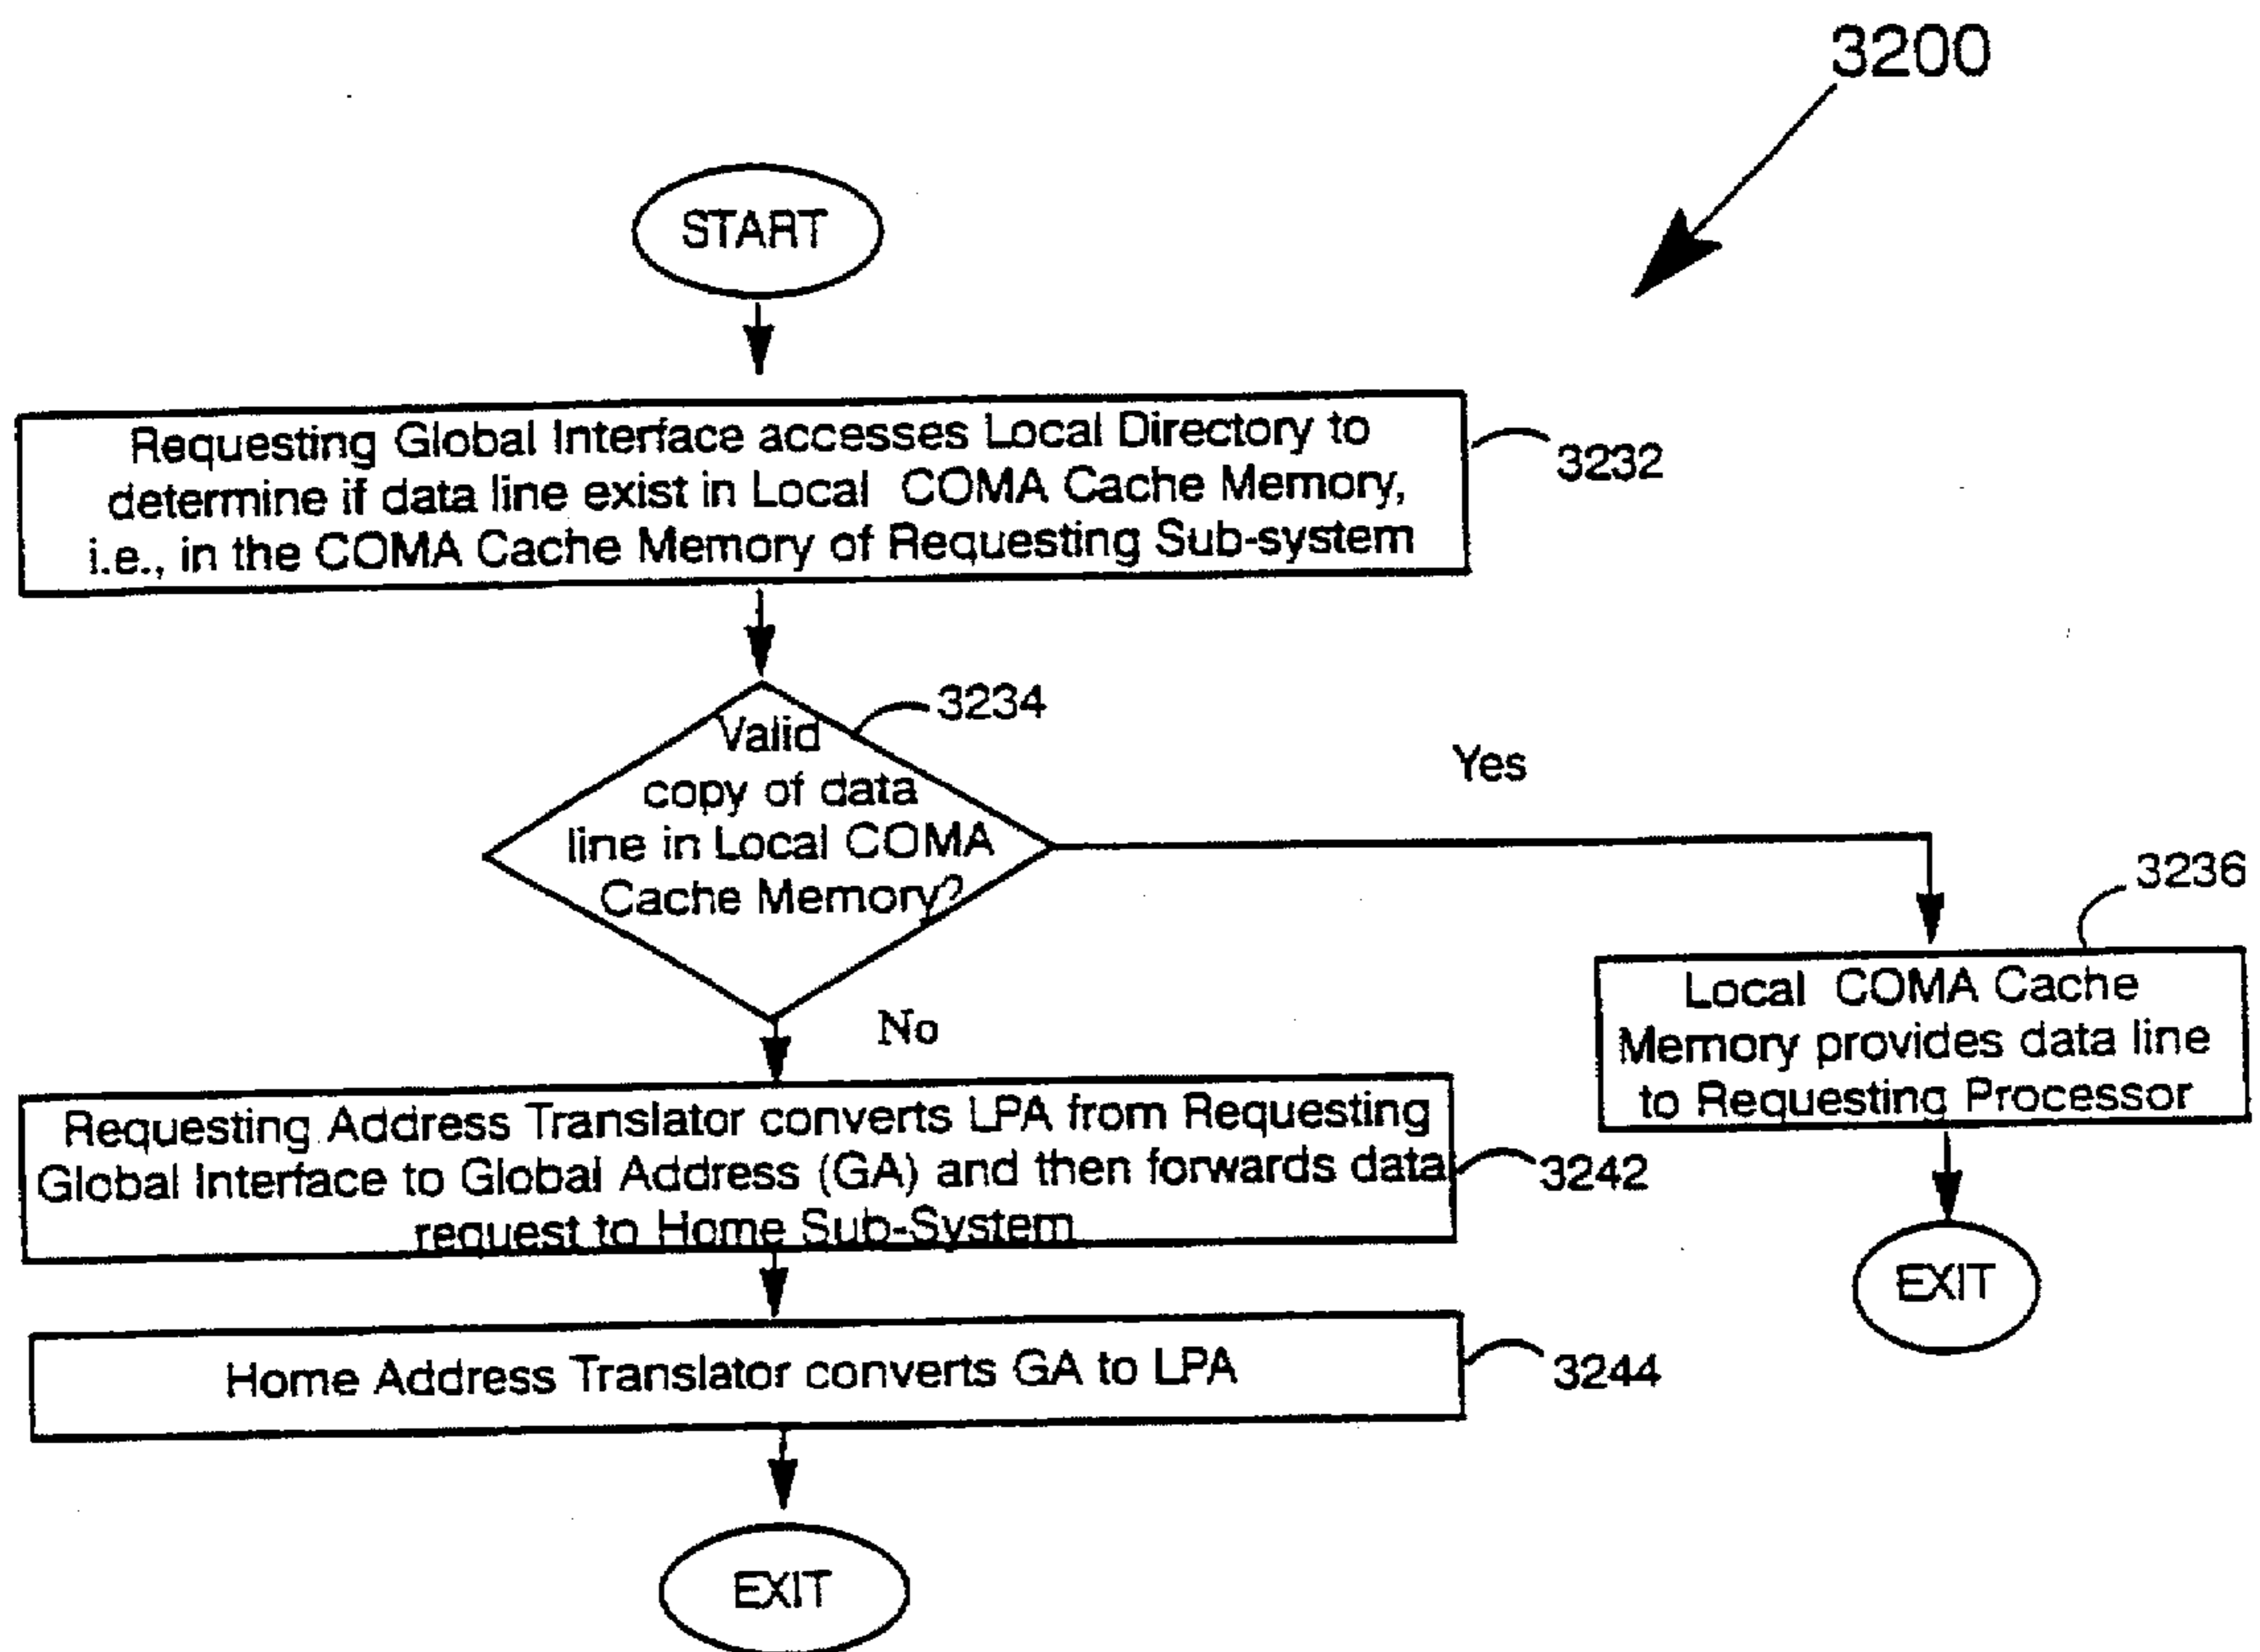 3200
START
Requesting Global Interface accesses Local Directory to
determine if data line exist in Local COMA Cache Memory,
i.e., in the COMA Cache Memory of Requesting Sub-system
3232
Valid
copy of data
line in Local COMA
Cache Memory?
3234
Yes
No
3236
Local COMA Cache
Memory provides data line
to Requesting Processor
EXIT
Requesting Address Translator converts LPA from Requesting
Global Interface to Global Address (GA) and then forwards data
request to Home Sub-System
3242
Home Address Translator converts GA to LPA
3244
EXIT